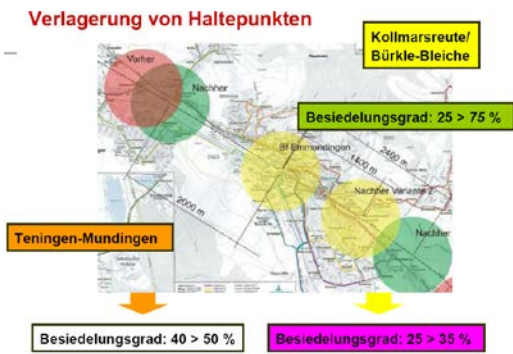 Verlagerung von Haltepunkten
Kollmarsreute/
Bürkle-Bleiche
Vorher
Nachher
Besiedelungsgrad: 25 > 75 %
Bf Emmendingen
2400 m
1400 m
Nachher Variante 2
2000 m
Nachher
Teningen-Mundingen
Besiedelungsgrad: 40 > 50 %
Besiedelungsgrad: 25 > 35 %